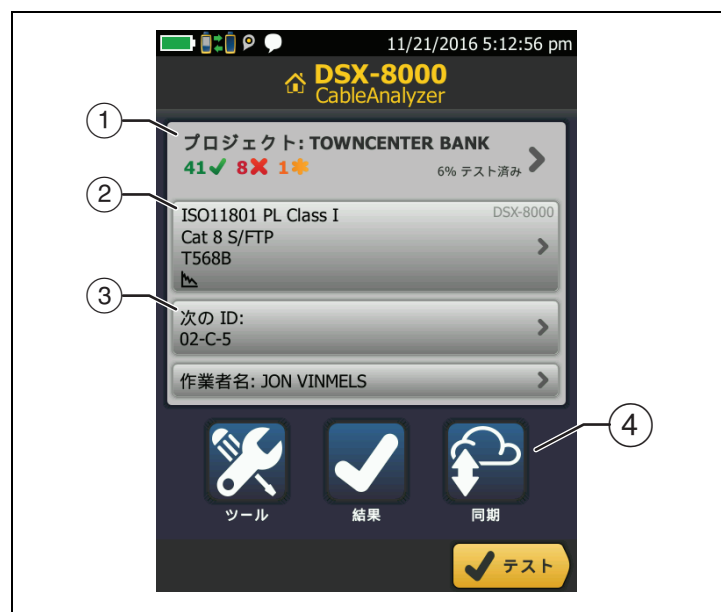 11/21/2016 5:12:56 pm
DSX-8000
CableAnalyzer
1
プロジェクト: TOWNCENTER BANK
41 8 1
6% テスト済み
2
ISO11801 PL Class I
DSX-8000
Cat 8 S/FTP
T568B
3
次の ID:
02-C-5
作業者名: JON VINMELS
4
ツール
結果
同期
テスト